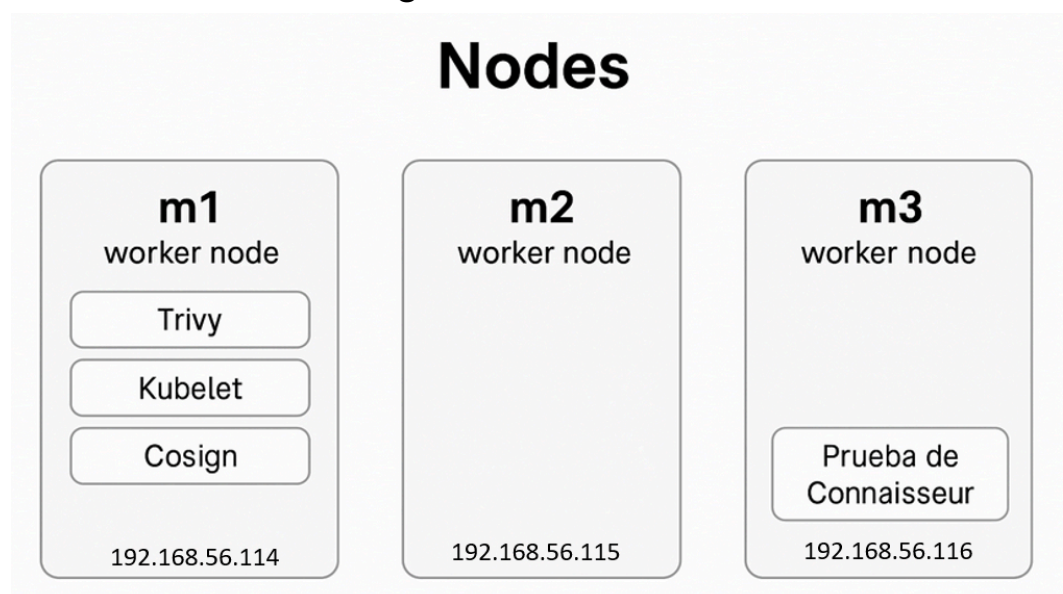 Nodes
m1
worker node
Trivy
Kubelet
Cosign
192.168.56.114
m2
worker node
192.168.56.115
m3
worker node
Prueba de
Connaisseur
192.168.56.116